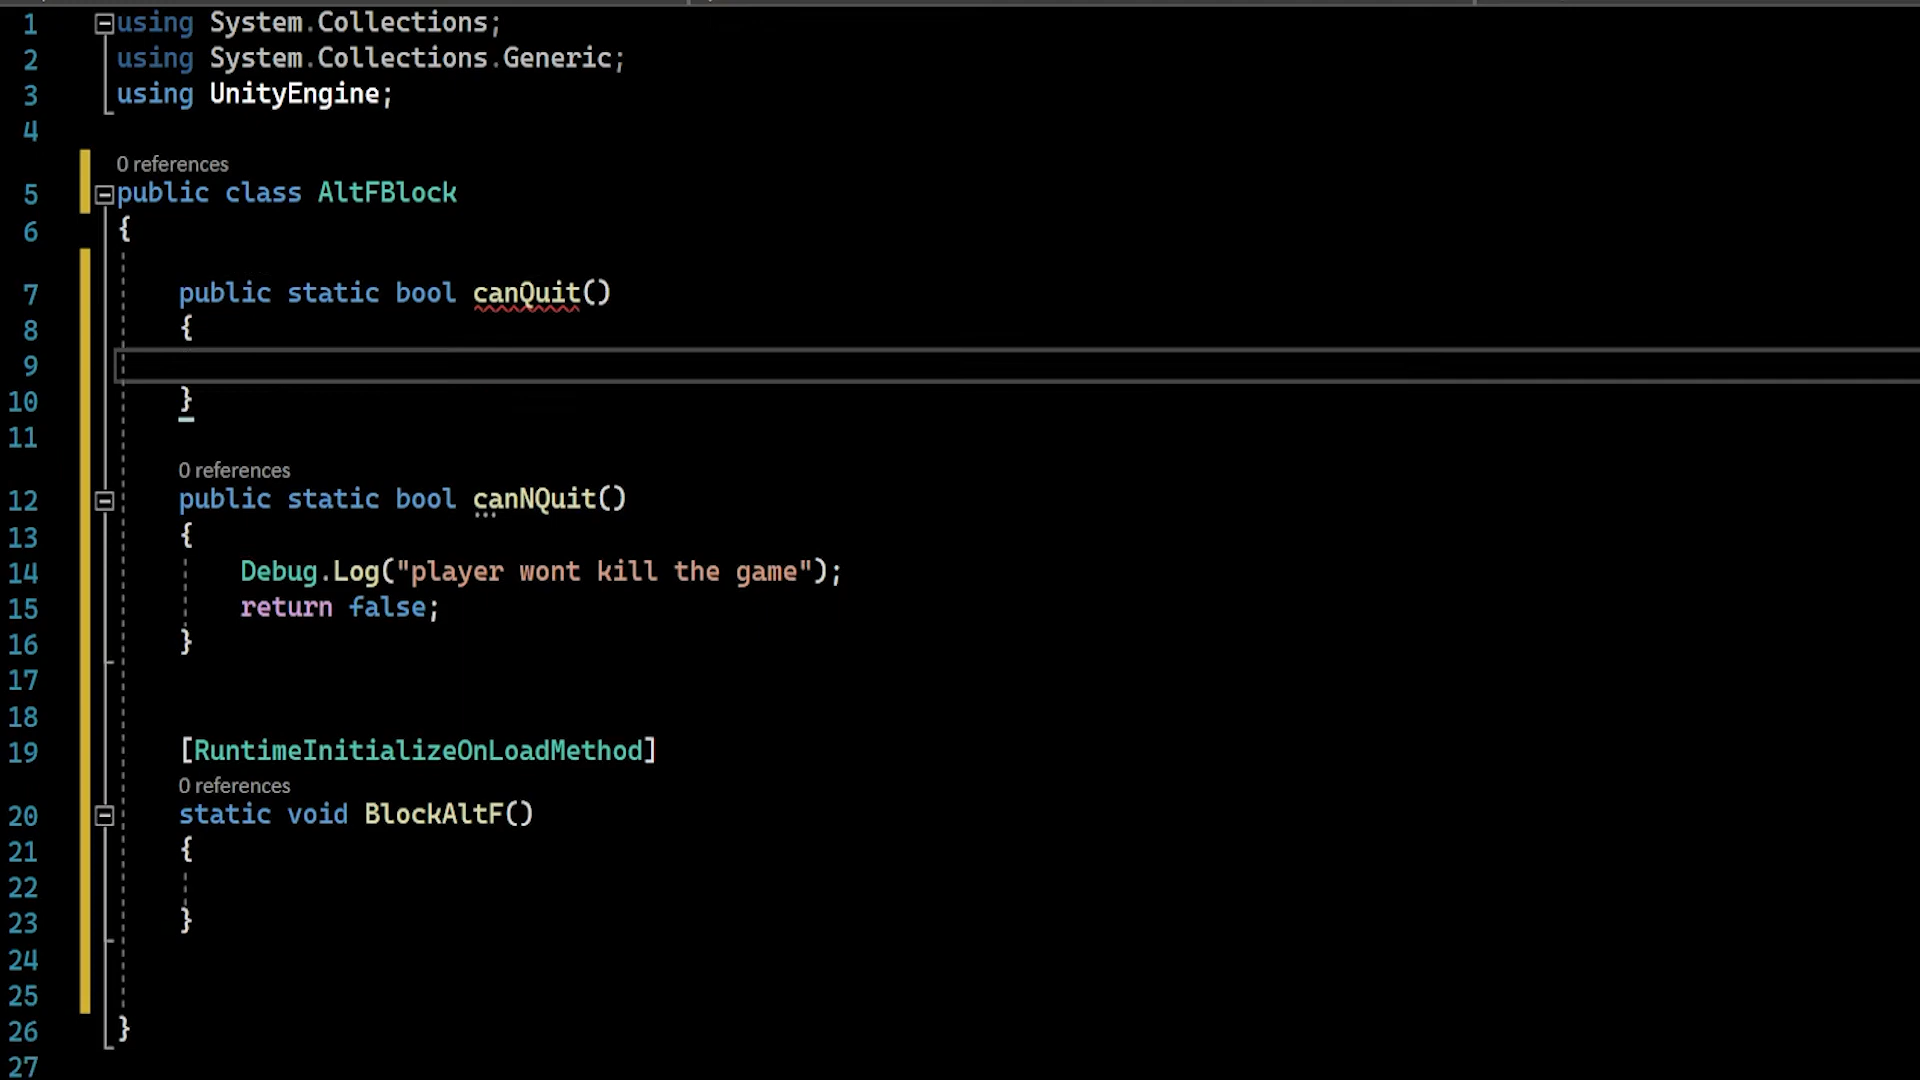 1 using System.Collections;
2 using System.Collections.Generic;
3 using UnityEngine;
4
0 references
5 public class AltFBlock
6 {
7 public static bool canQuit()
8 {
9
10 }
11
0 references
12 public static bool canNQuit()
13 {
14 Debug.Log("player wont kill the game");
15 return false;
16 }
17
18
19 [RuntimeInitializeOnLoadMethod]
0 references
20 static void BlockAltF()
21 {
22
23 }
24
25
26 }
27